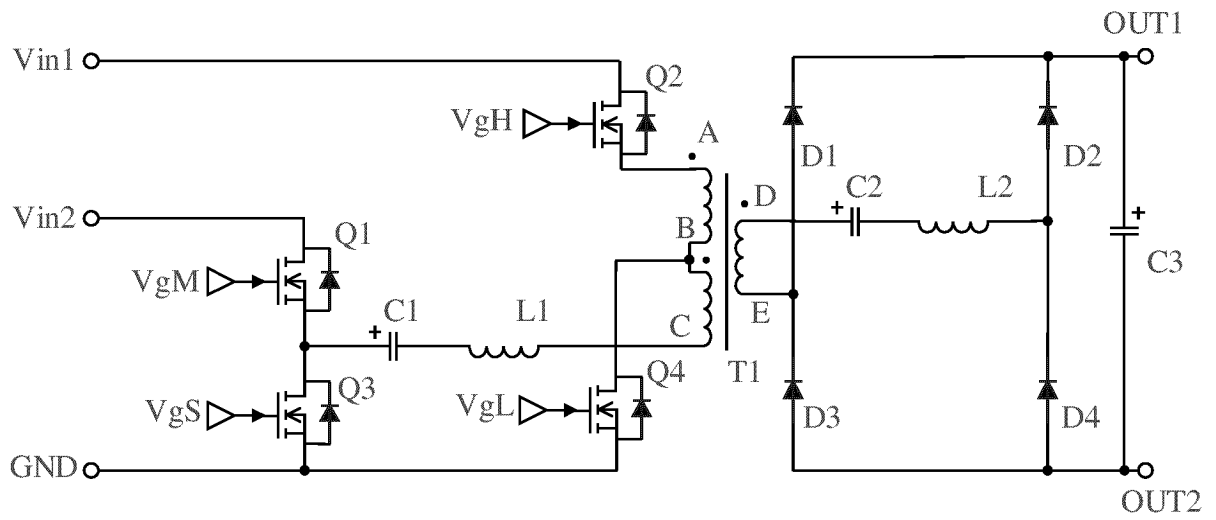 OUT1
Vin1
Q2
VgH
A
D1
D2
C2
L2
D
Vin2
B
Q1
C3
VgM
C1
L1
E
C
T1
Q3
Q4
VgS
VgL
D3
D4
GND
OUT2